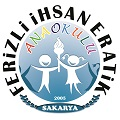 FERİZLİ İHSAN ERATİK
ANAOKULU
2005
SAKARYA